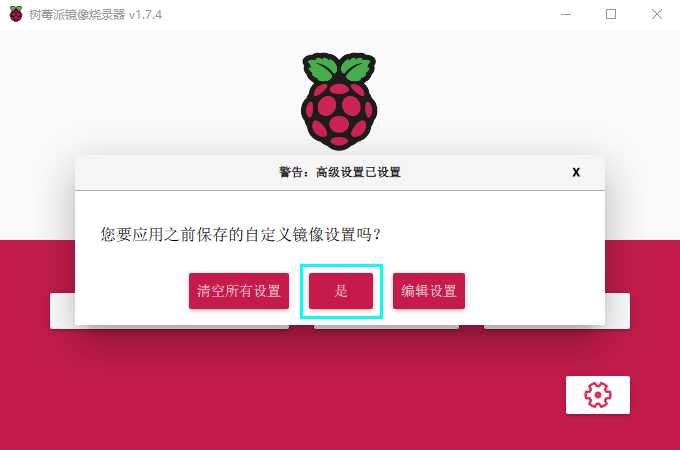 树莓派镜像烧录器 v1.7.4
警告：高级设置已设置
X
您要应用之前保存的自定义镜像设置吗？
清空所有设置
是
编辑设置